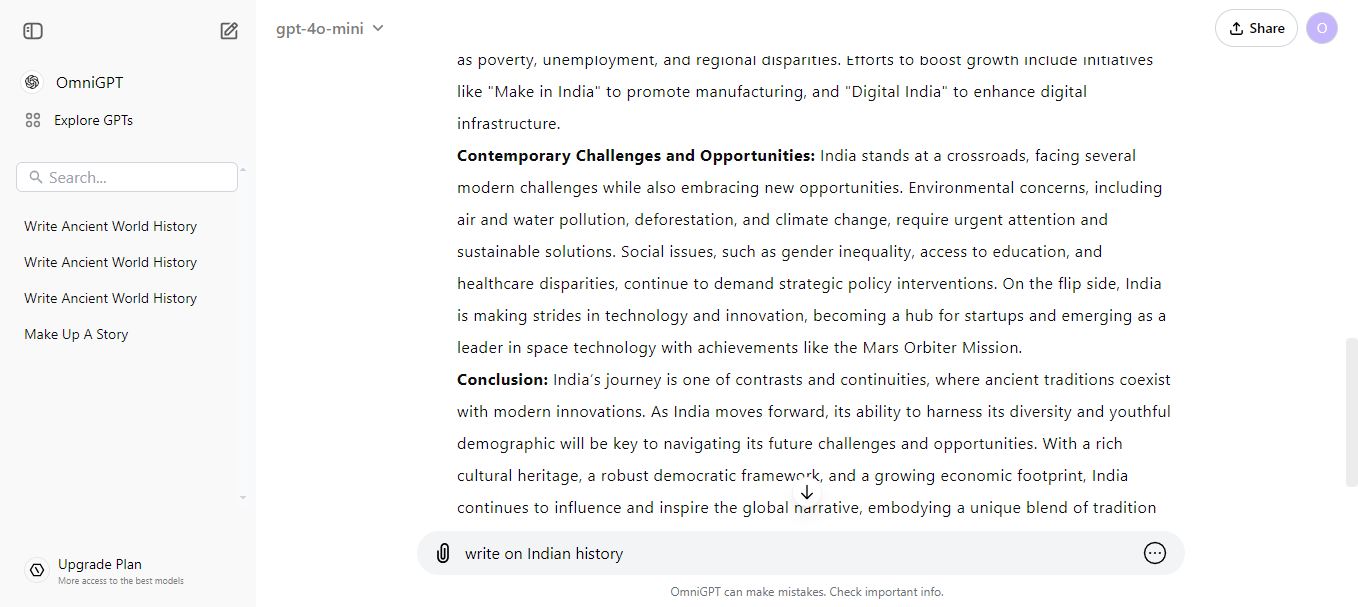 gpt-4o-mini
Share
O
OmniGPT
Explore GPTs
Search...
Write Ancient World History
Write Ancient World History
Write Ancient World History
Make Up A Story
Upgrade Plan
More access to the best models
as poverty, unemployment, and regional disparities. Efforts to boost growth include initiatives
like "Make in India" to promote manufacturing, and "Digital India" to enhance digital
infrastructure.
Contemporary Challenges and Opportunities: India stands at a crossroads, facing several
modern challenges while also embracing new opportunities. Environmental concerns, including
air and water pollution, deforestation, and climate change, require urgent attention and
sustainable solutions. Social issues, such as gender inequality, access to education, and
healthcare disparities, continue to demand strategic policy interventions. On the flip side, India
is making strides in technology and innovation, becoming a hub for startups and emerging as a
leader in space technology with achievements like the Mars Orbiter Mission.
Conclusion: India's journey is one of contrasts and continuities, where ancient traditions coexist
with modern innovations. As India moves forward, its ability to harness its diversity and youthful
demographic will be key to navigating its future challenges and opportunities. With a rich
cultural heritage, a robust democratic framework, and a growing economic footprint, India
continues to influence and inspire the global narrative, embodying a unique blend of tradition
write on Indian history
OmniGPT can make mistakes. Check important info.